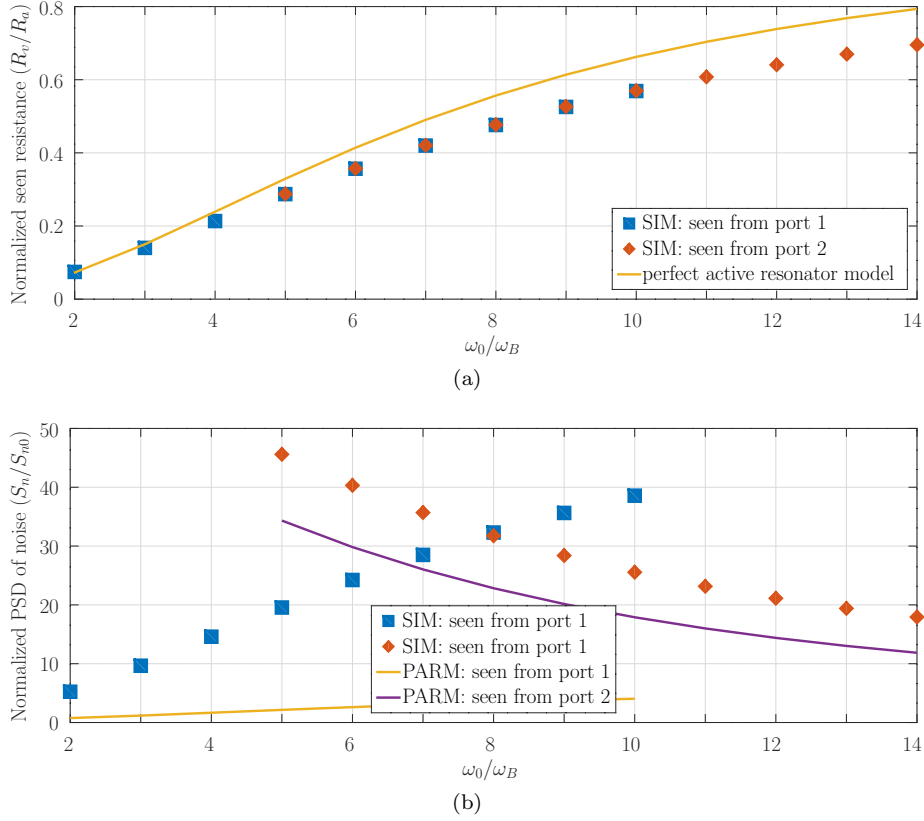 Normalized seen resistance (R_v/R_a)
0.8
0.6
0.4
0.2
0
SIM: seen from port 1
SIM: seen from port 2
perfect active resonator model
2 4 6 8 10 12 14
ω_0/ω_B
(a)
Normalized PSD of noise (S_n/S_{n0})
50
40
30
20
10
0
SIM: seen from port 1
SIM: seen from port 1
PARM: seen from port 1
PARM: seen from port 2
2 4 6 8 10 12 14
ω_0/ω_B
(b)